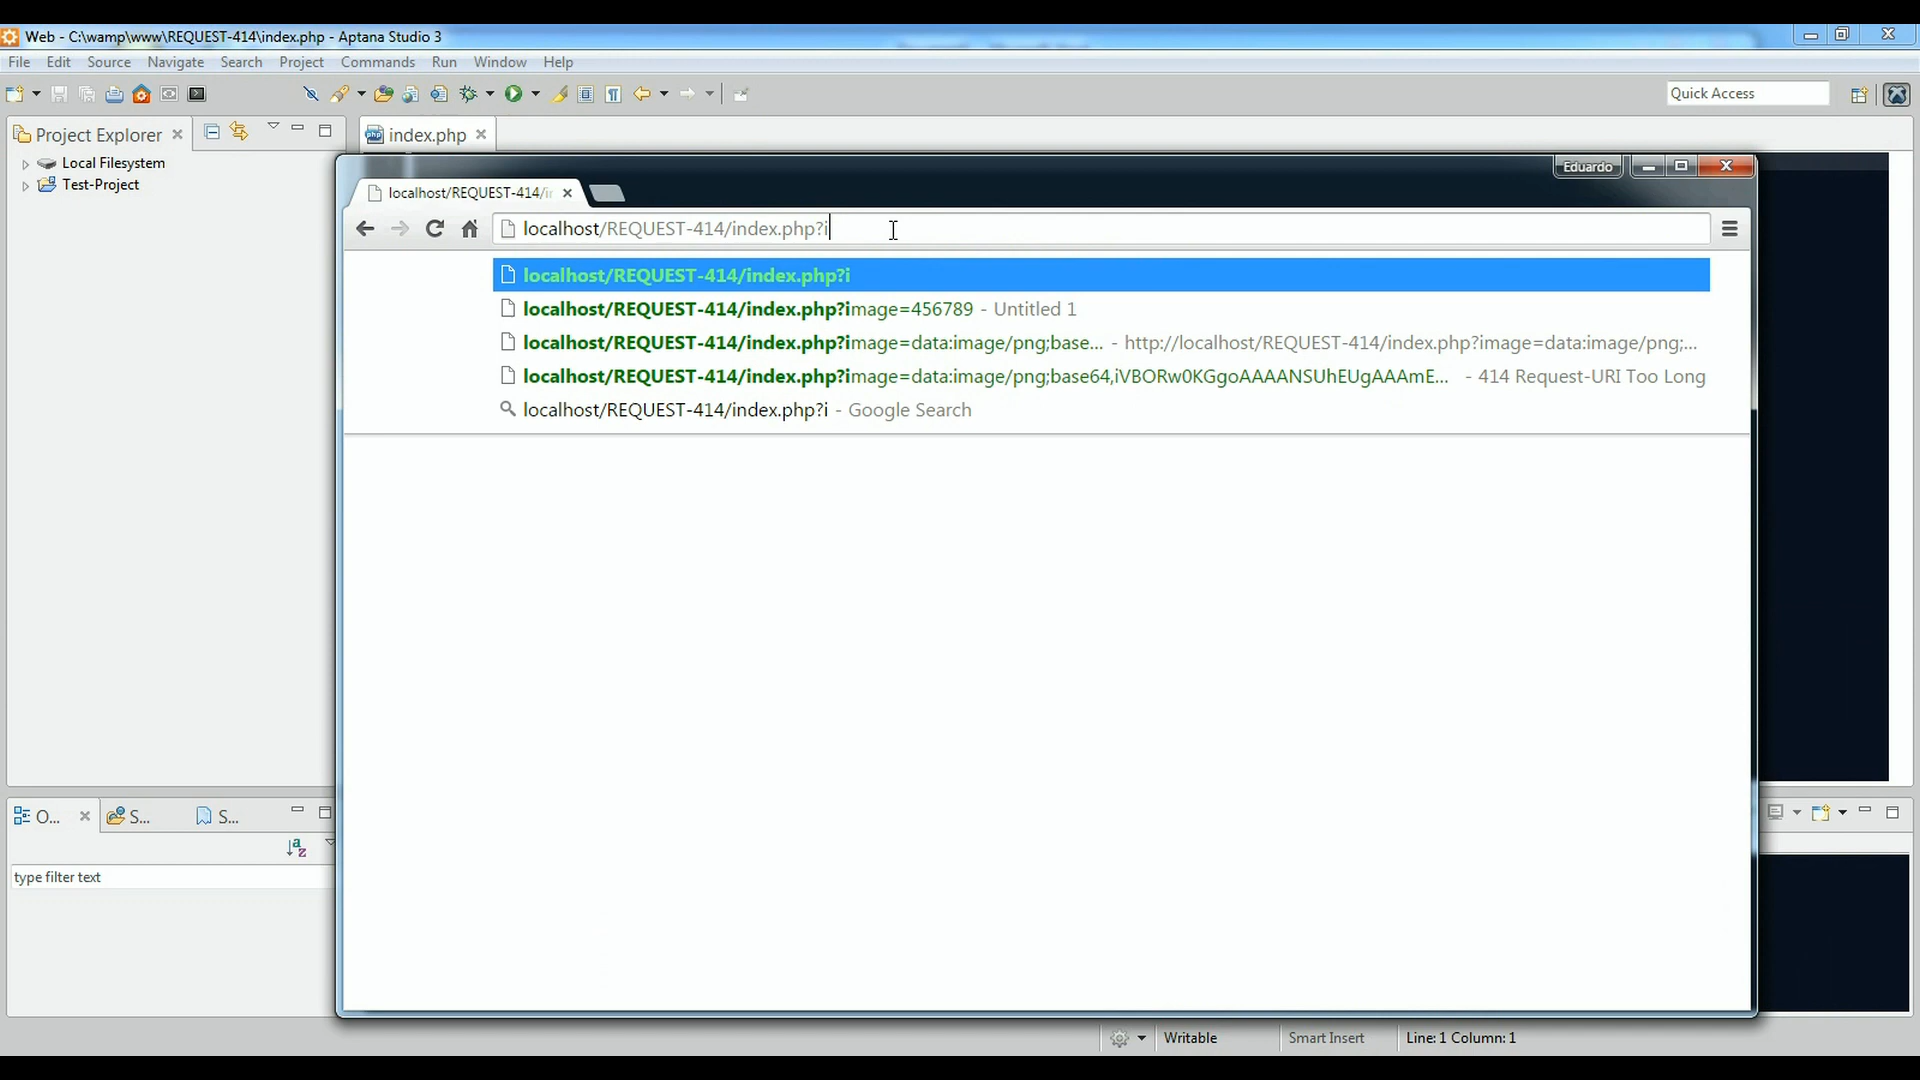 Web - C:\wamp\www\REQUEST-414\index.php - Aptana Studio 3
File Edit Source Navigate Search Project Commands Run Window Help
Quick Access
Project Explorer
index.php
Local Filesystem
Test-Project
Eduardo
localhost/REQUEST-414/i
localhost/REQUEST-414/index.php?i
localhost/REQUEST-414/index.php?i
localhost/REQUEST-414/index.php?image=456789 - Untitled 1
localhost/REQUEST-414/index.php?image=data:image/png;base... - http://localhost/REQUEST-414/index.php?image=data:image/png;...
localhost/REQUEST-414/index.php?image=data:image/png;base64,iVBORw0KGgoAAAANSUhEUgAAAmE... - 414 Request-URI Too Long
localhost/REQUEST-414/index.php?i - Google Search
O... S... S...
type filter text
Writable Smart Insert Line: 1 Column: 1